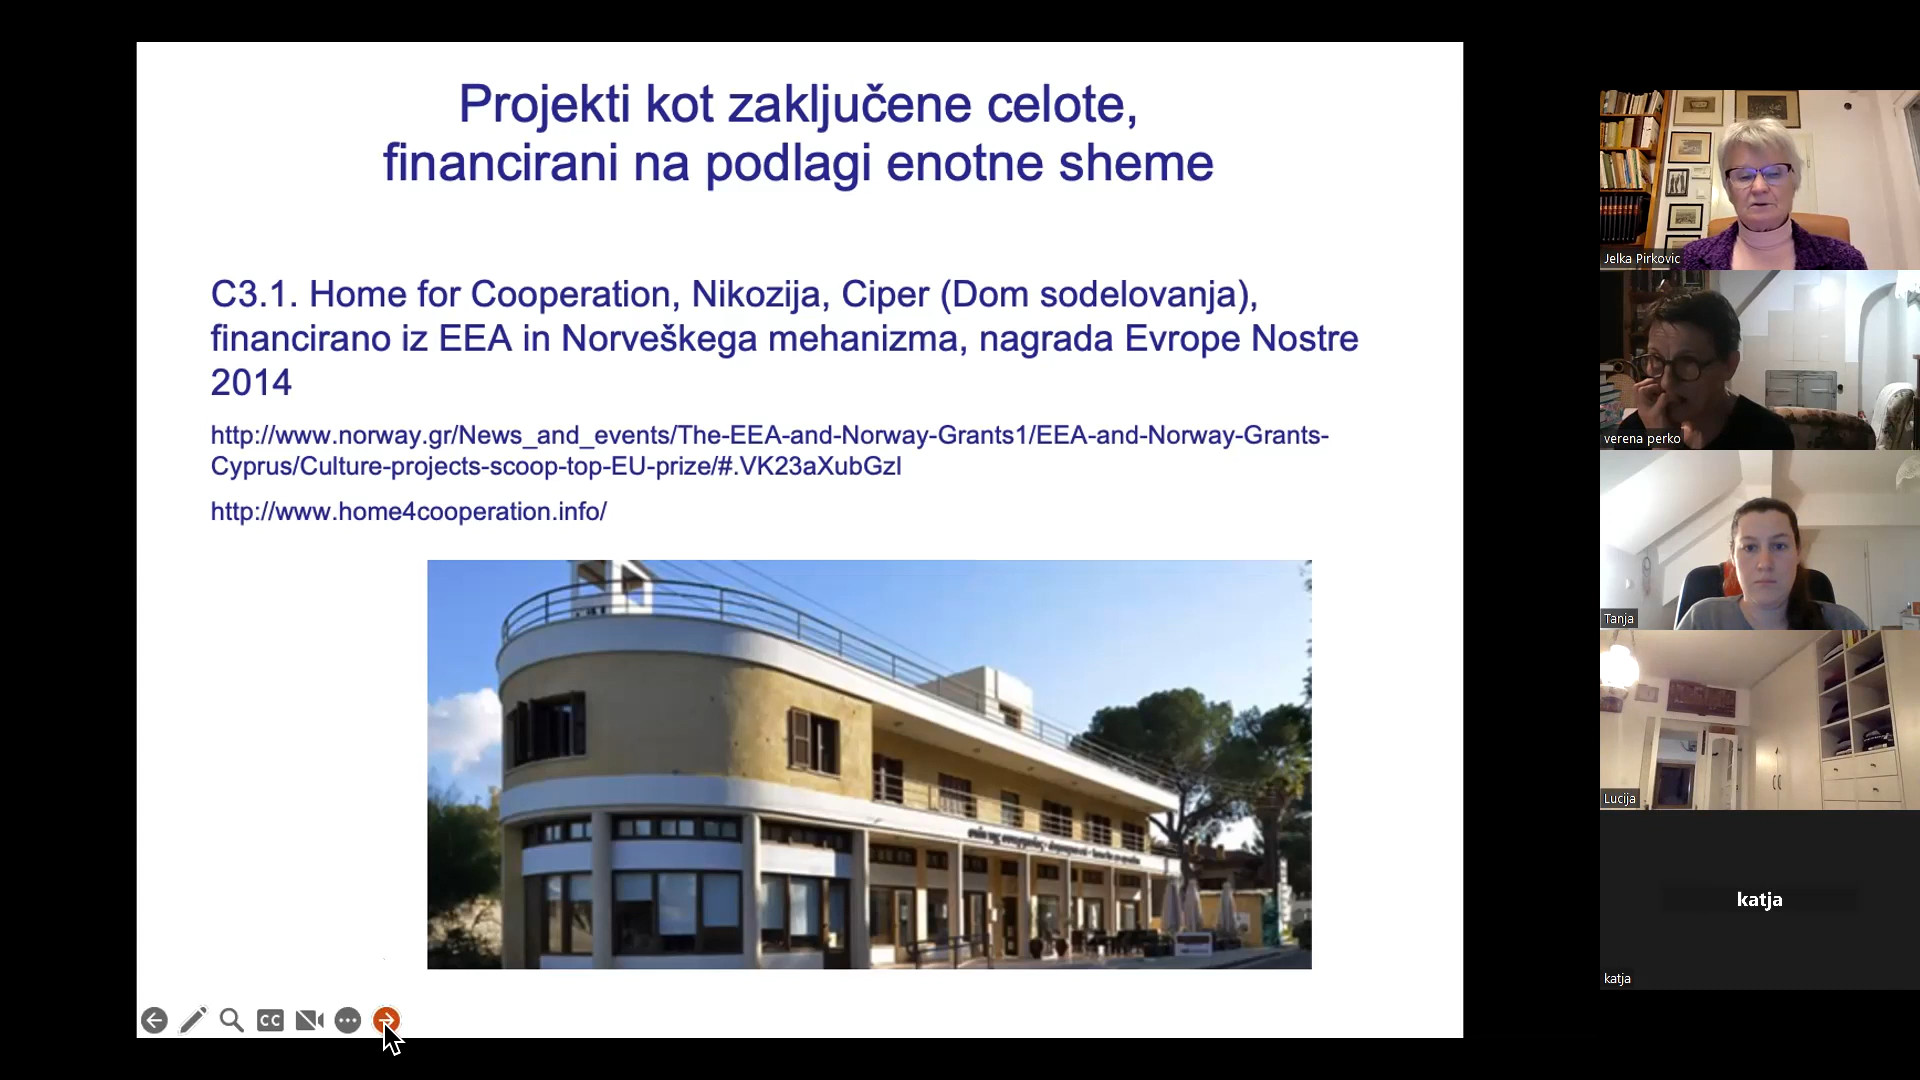 Projekti kot zaključene celote,
financirani na podlagi enotne sheme
C3.1. Home for Cooperation, Nikozija, Ciper (Dom sodelovanja),
financirano iz EEA in Norveškega mehanizma, nagrada Evrope Nostre
2014
http://www.norway.gr/News_and_events/The-EEA-and-Norway-Grants1/EEA-and-Norway-Grants-
Cyprus/Culture-projects-scoop-top-EU-prize/#.VK23aXubGzI
http://www.home4cooperation.info/
CC
Jelka Pirkovic
verena perko
Tanja
Lucija
katja
katja